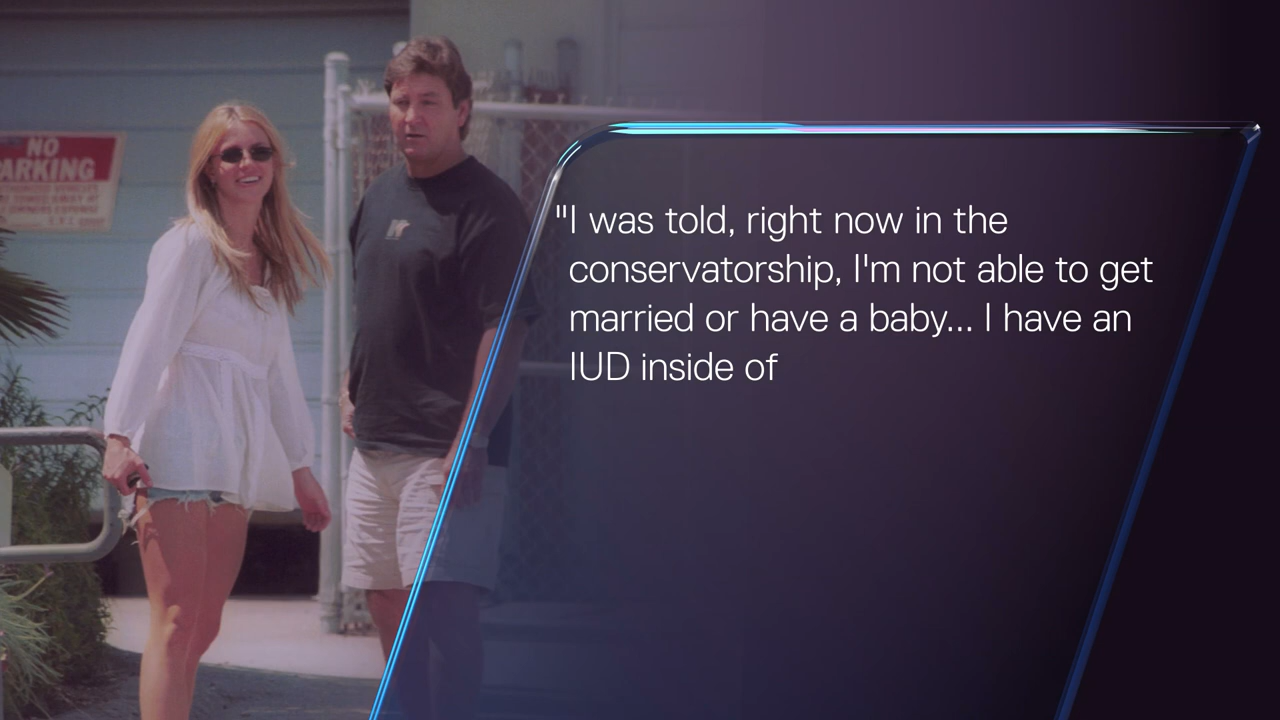 NO
ARKING
"I was told, right now in the
conservatorship, I'm not able to get
married or have a baby... I have an
IUD inside of